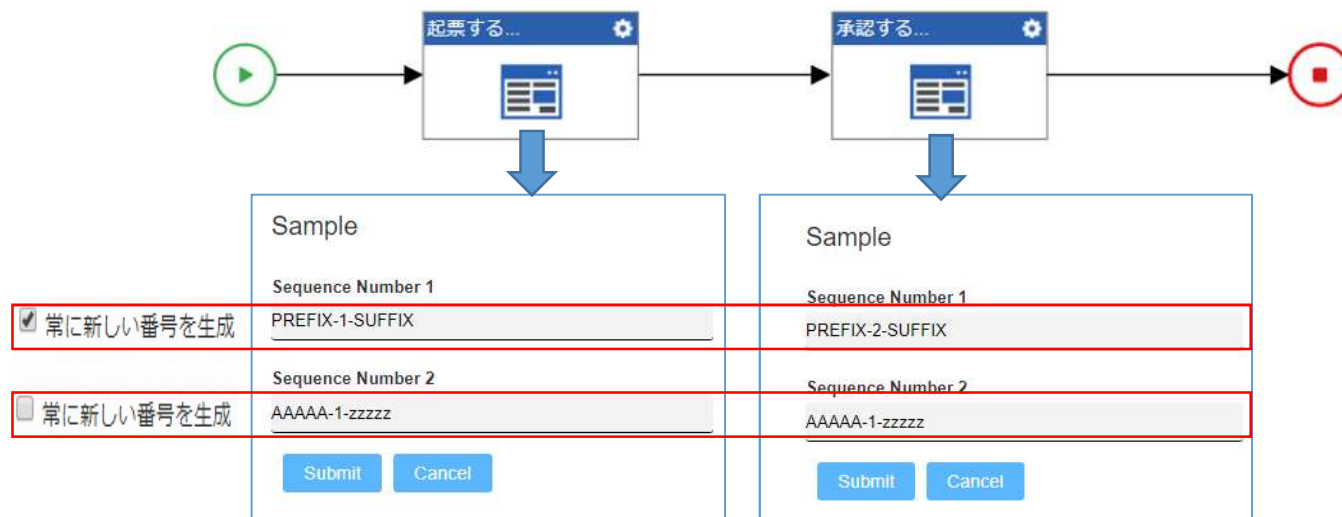 起票する...
承認する...
Sample
Sequence Number 1
常に新しい番号を生成
PREFIX-1-SUFFIX
Sequence Number 2
常に新しい番号を生成
AAAAA-1-zzzzz
Submit
Cancel
Sample
Sequence Number 1
PREFIX-2-SUFFIX
Sequence Number 2
AAAAA-1-zzzzz
Submit
Cancel